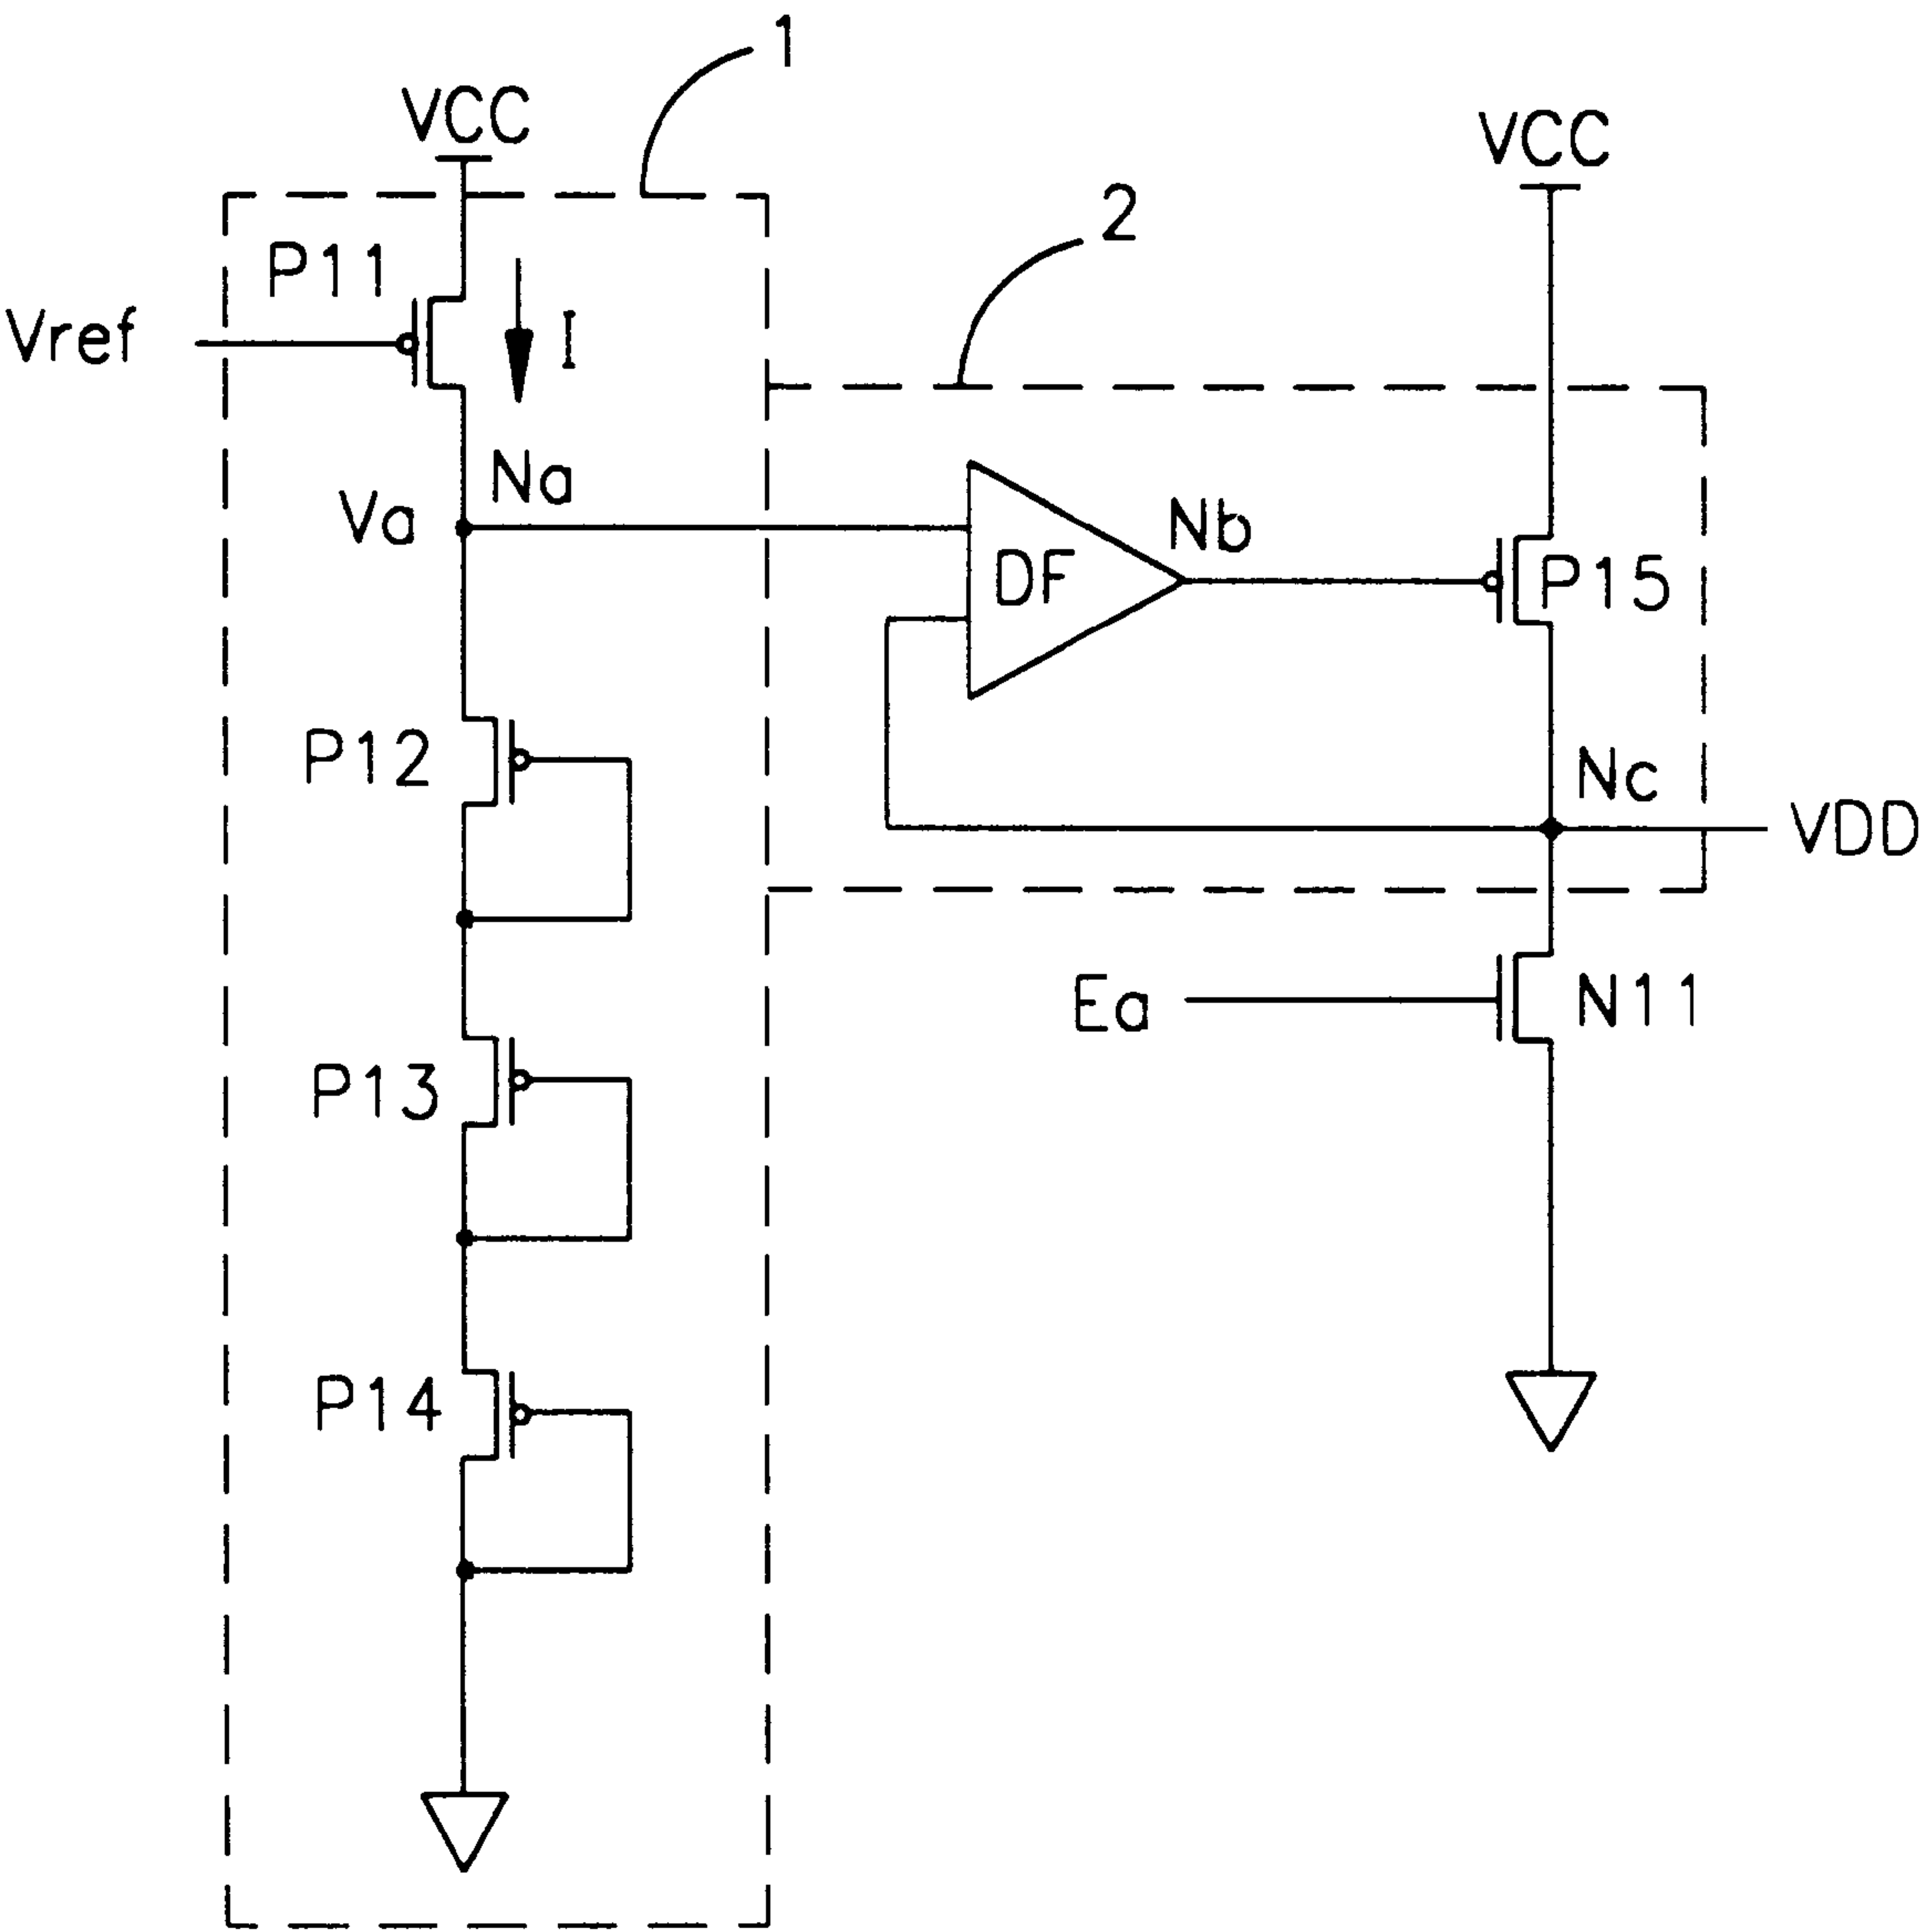 1
VCC
VCC
2
P11
Vref
I
Na
Va
Nb
DF
P15
P12
Nc
VDD
Ea
N11
P13
P14